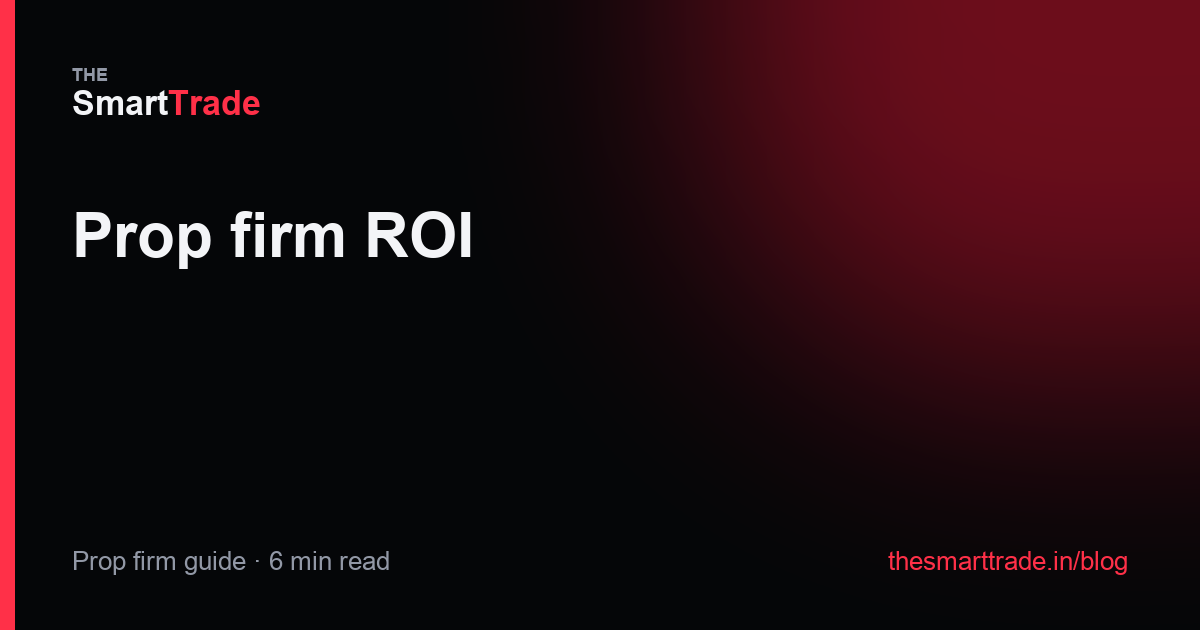 THE
SmartTrade
Prop firm ROI
Prop firm guide · 6 min read
thesmarttrade.in/blog